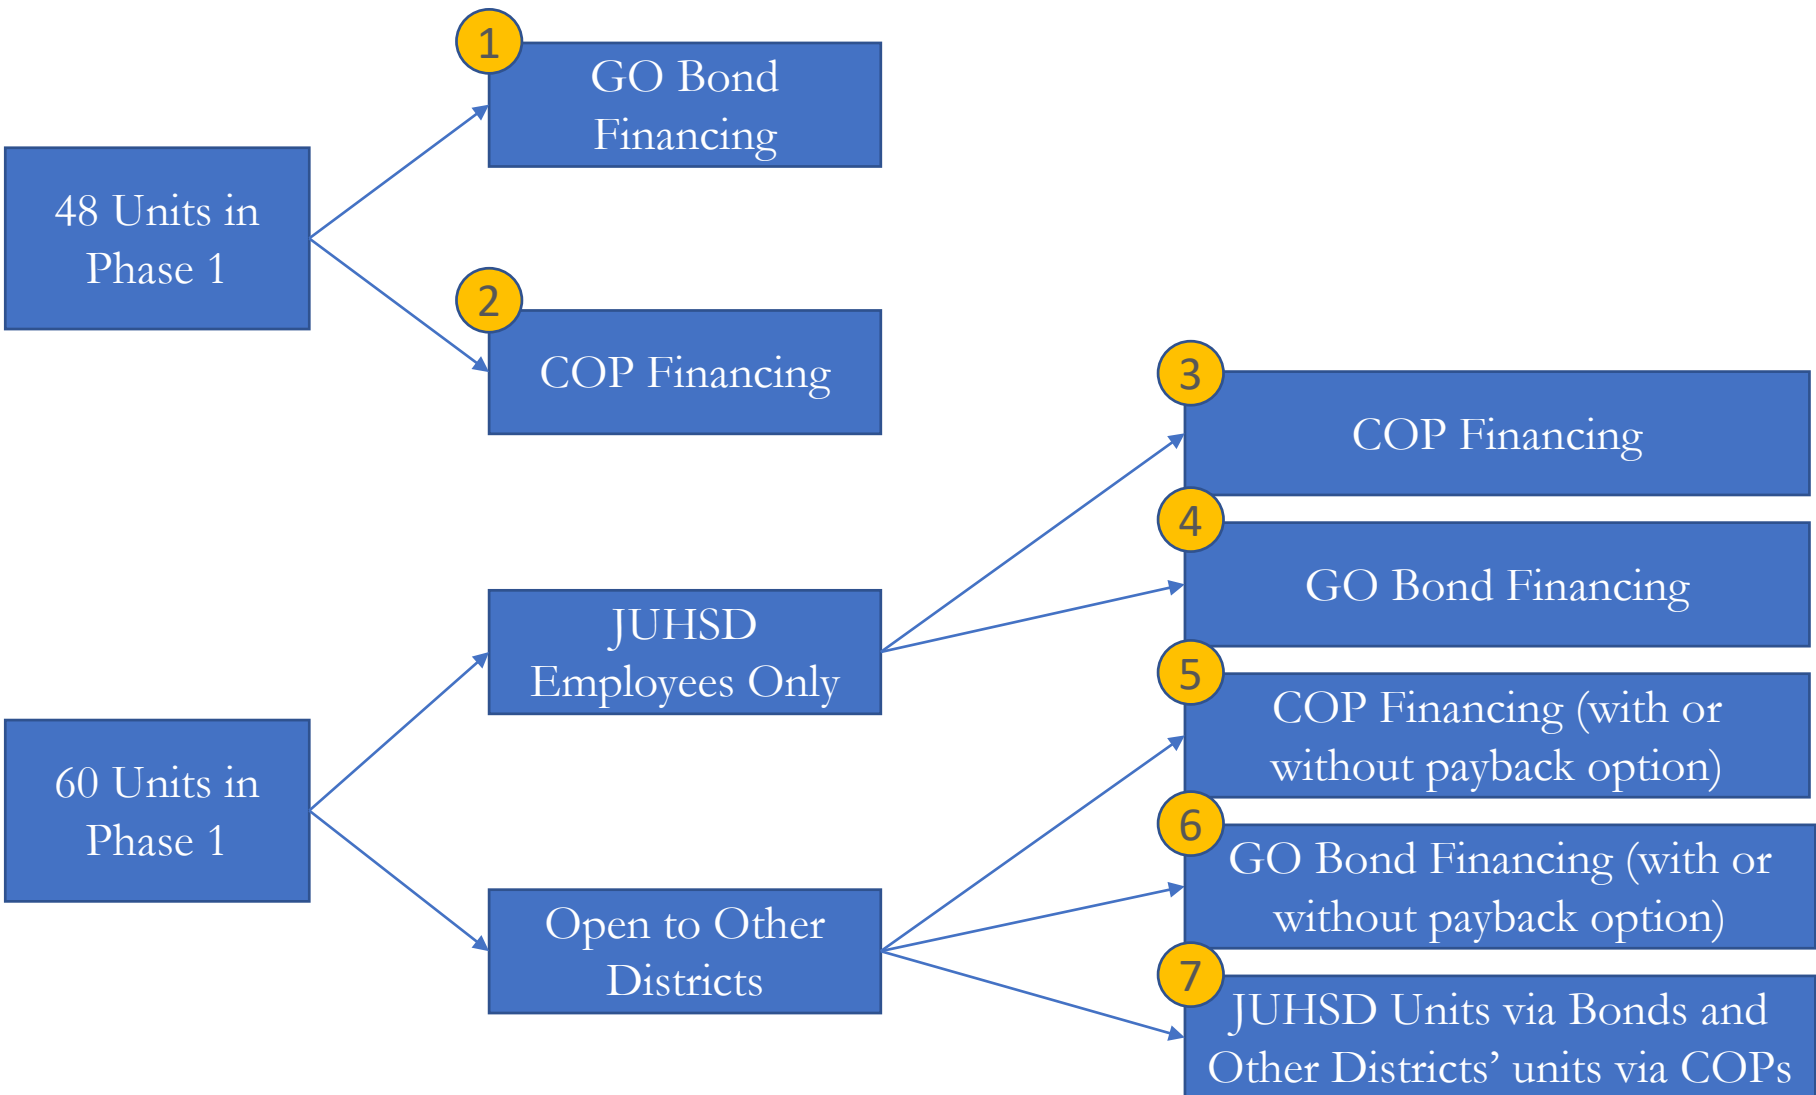 1
GO Bond
Financing
48 Units in
Phase 1
2
COP Financing
3
COP Financing
4
GO Bond Financing
JUHSD
Employees Only
5
COP Financing (with or
without payback option)
60 Units in
Phase 1
6
GO Bond Financing (with or
without payback option)
Open to Other
Districts
7
JUHSD Units via Bonds and
Other Districts’ units via COPs